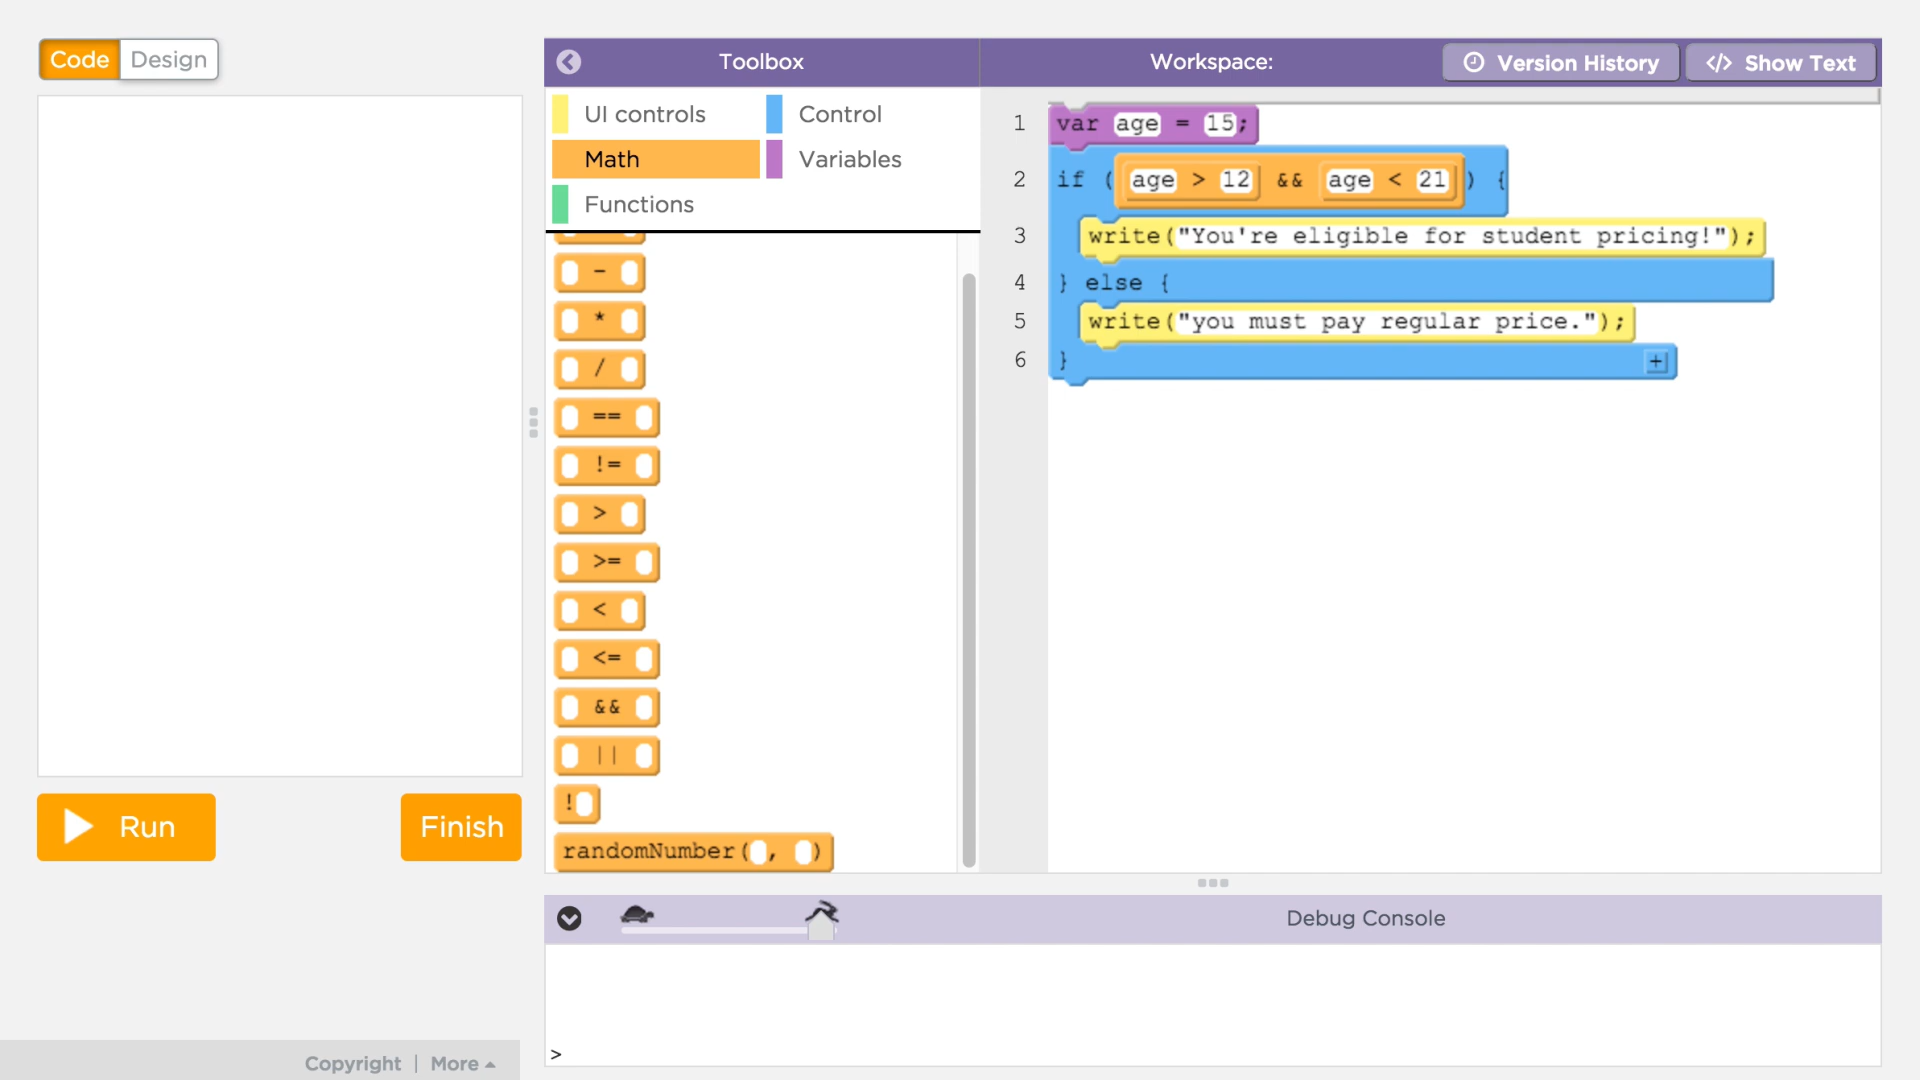 Code Design
Toolbox
Workspace:
Version History
</> Show Text
UI controls
Control
Math
Variables
Functions
-
*
/
==
!=
>
>=
<
<=
&&
||
!
randomNumber( , )
1 var age = 15;
2 if ( age > 12 && age < 21 ) {
3 write("You're eligible for student pricing!");
4 } else {
5 write("you must pay regular price.");
6 } +
Run
Finish
Debug Console
>
Copyright | More